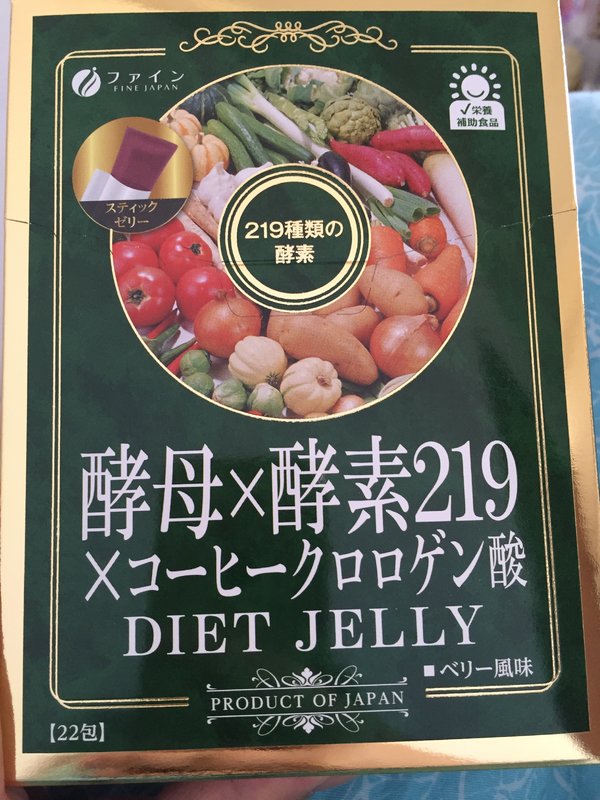 ファイン
FINE JAPAN
√栄養
補助食品
スティック
ゼリー
219種類の
酵素
酵母×酵素219
×コーヒークロロゲン酸
DIET JELLY
■ベリー風味
PRODUCT OF JAPAN
【22包】